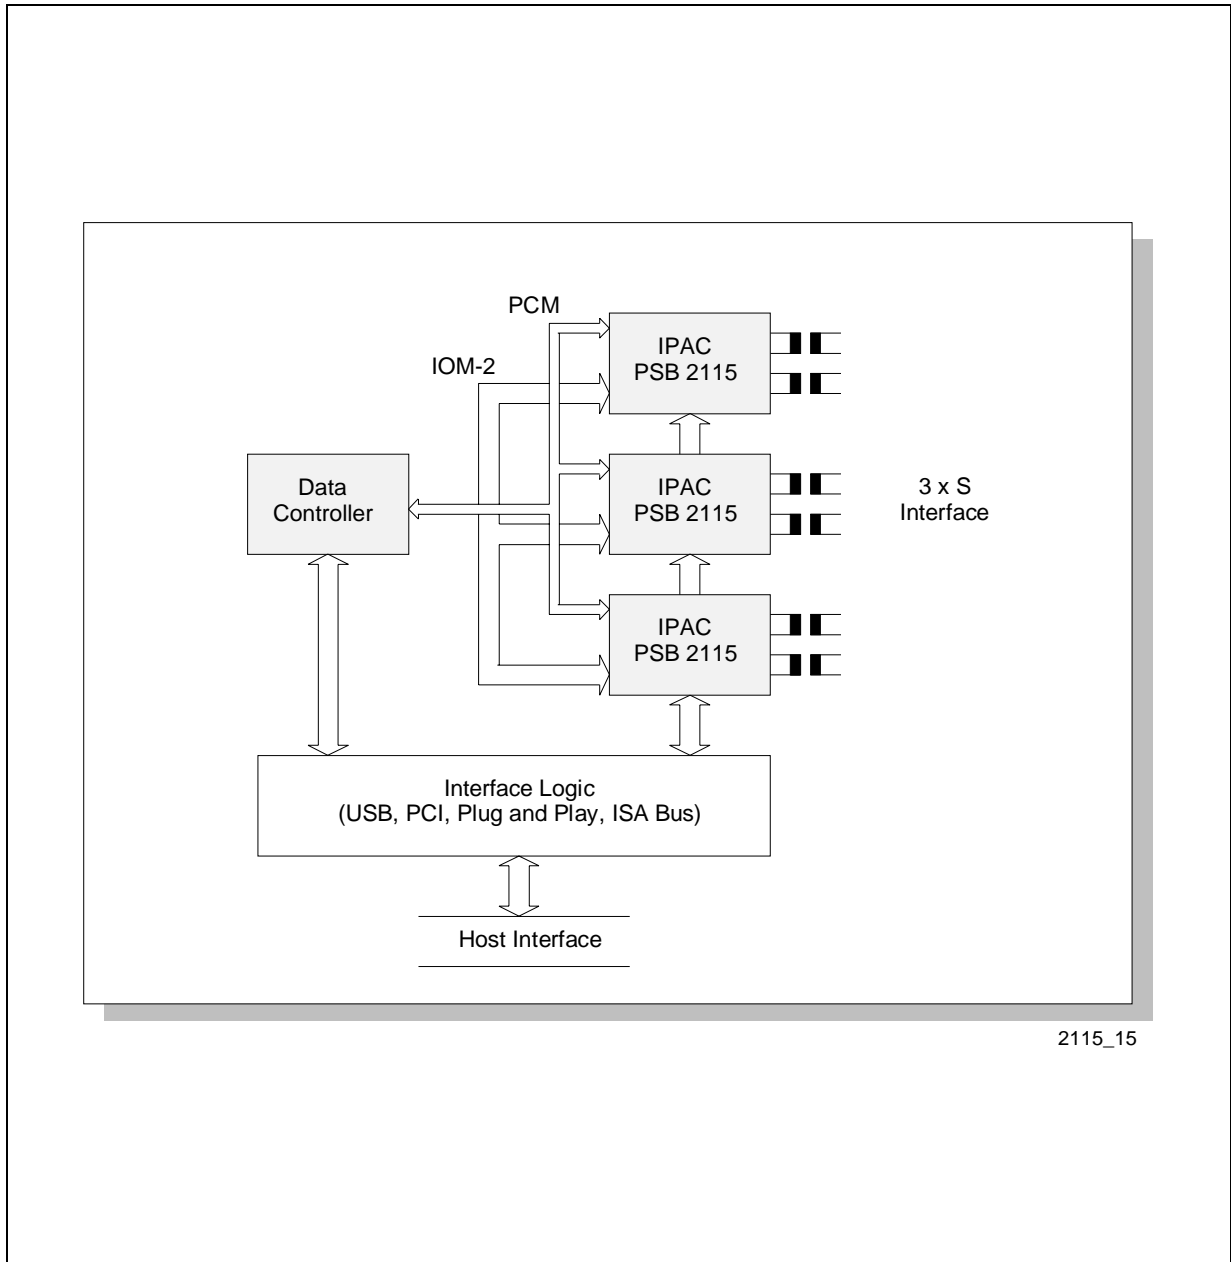 PCM
IPAC
PSB 2115
IOM-2
Data
Controller
IPAC
PSB 2115
3 x S
Interface
IPAC
PSB 2115
Interface Logic
(USB, PCI, Plug and Play, ISA Bus)
Host Interface
2115_15